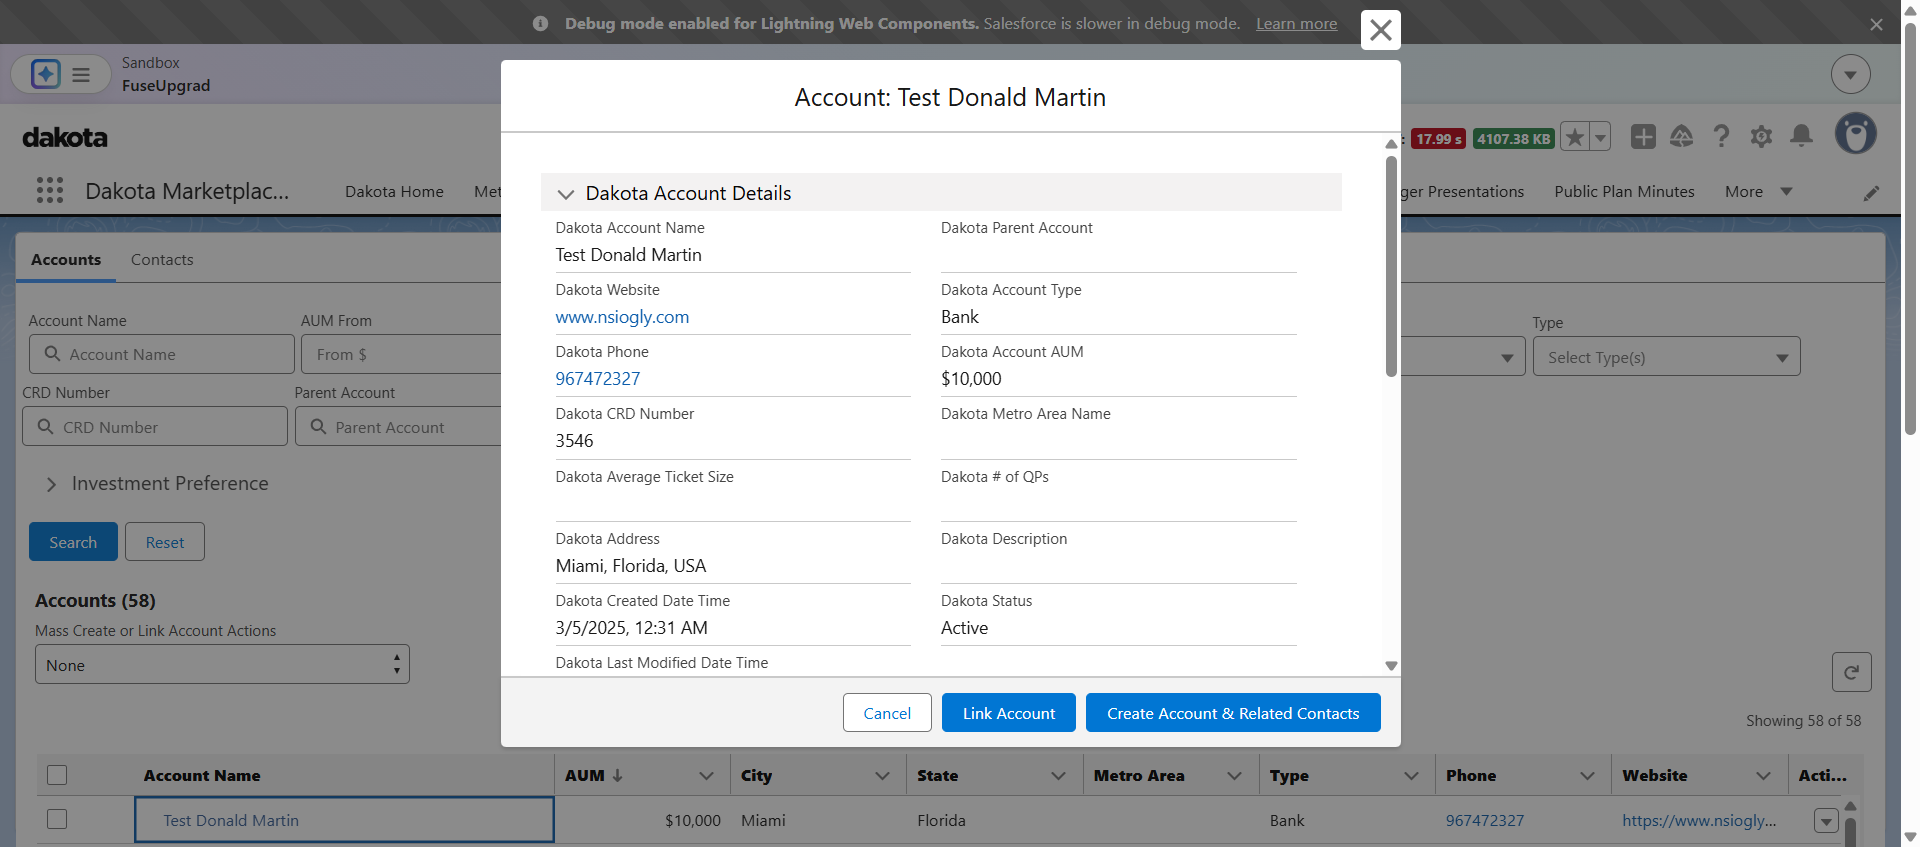 Debug mode enabled for Lightning Web Components. Salesforce is slower in debug mode. Learn more
Sandbox
FuseUpgrad
dakota
17.99 s
4107.38 KB
Dakota Marketplac...
Dakota Home
Met
ger Presentations
Public Plan Minutes
More
Accounts
Contacts
Account Name
AUM From
Type
Account Name
From $
Select Type(s)
CRD Number
Parent Account
CRD Number
Parent Account
Investment Preference
Search
Reset
Accounts (58)
Mass Create or Link Account Actions
None
Showing 58 of 58
Account Name
AUM
City
State
Metro Area
Type
Phone
Website
Acti...
Test Donald Martin
$10,000
Miami
Florida
Bank
967472327
https://www.nsiogly...
Account: Test Donald Martin
Dakota Account Details
Dakota Account Name
Test Donald Martin
Dakota Parent Account
Dakota Website
www.nsiogly.com
Dakota Account Type
Bank
Dakota Phone
967472327
Dakota Account AUM
$10,000
Dakota CRD Number
3546
Dakota Metro Area Name
Dakota Average Ticket Size
Dakota # of QPs
Dakota Address
Miami, Florida, USA
Dakota Description
Dakota Created Date Time
3/5/2025, 12:31 AM
Dakota Status
Active
Dakota Last Modified Date Time
Cancel
Link Account
Create Account & Related Contacts